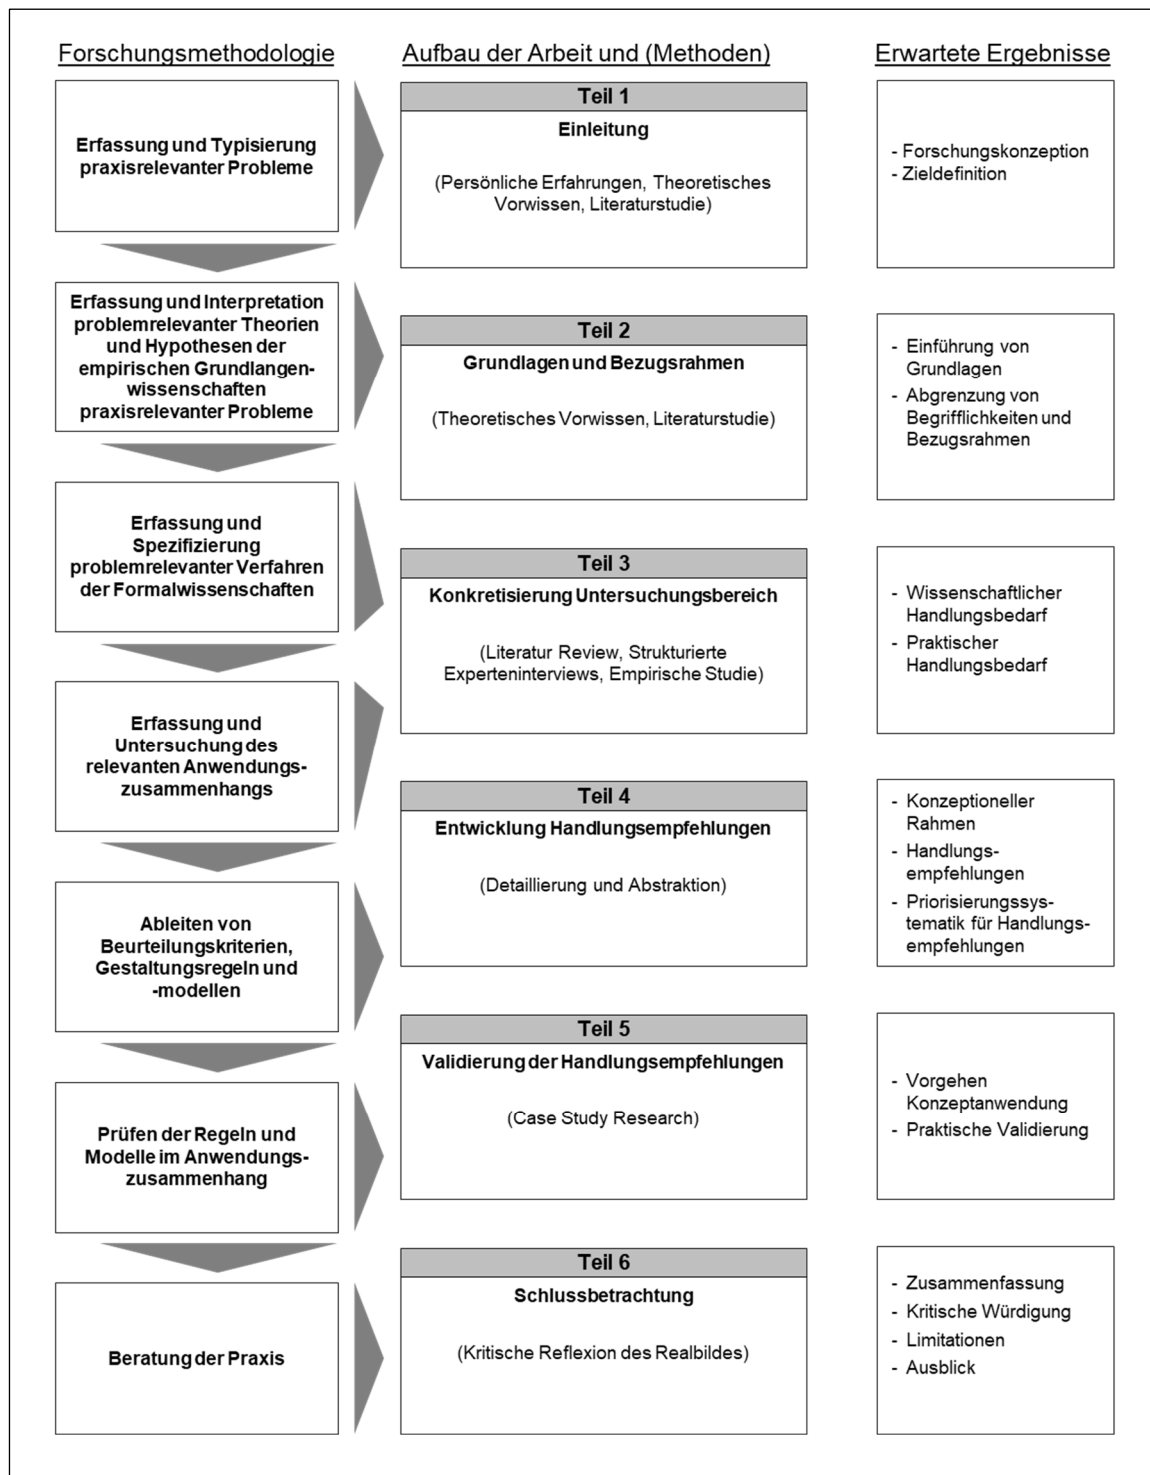 Forschungsmethodologie
Erfassung und Typisierung
praxisrelevanter Probleme
Erfassung und Interpretation
problemrelevanter Theorien
und Hypothesen der
empirischen Grundlangen-
wissenschaften
praxisrelevanter Probleme
Erfassung und
Spezifizierung
problemrelevanter Verfahren
der Formalwissenschaften
Erfassung und
Untersuchung des
relevanten Anwendungs-
zusammenhangs
Ableiten von
Beurteilungskriterien,
Gestaltungsregeln und
-modellen
Prüfen der Regeln und
Modelle im Anwendungs-
zusammenhang
Beratung der Praxis
Aufbau der Arbeit und (Methoden)
Teil 1
Einleitung
(Persönliche Erfahrungen, Theoretisches
Vorwissen, Literaturstudie)
Teil 2
Grundlagen und Bezugsrahmen
(Theoretisches Vorwissen, Literaturstudie)
Teil 3
Konkretisierung Untersuchungsbereich
(Literatur Review, Strukturierte
Experteninterviews, Empirische Studie)
Teil 4
Entwicklung Handlungsempfehlungen
(Detaillierung und Abstraktion)
Teil 5
Validierung der Handlungsempfehlungen
(Case Study Research)
Teil 6
Schlussbetrachtung
(Kritische Reflexion des Realbildes)
Erwartete Ergebnisse
- Forschungskonzeption
- Zieldefinition
- Einführung von
Grundlagen
- Abgrenzung von
Begrifflichkeiten und
Bezugsrahmen
- Wissenschaftlicher
Handlungsbedarf
- Praktischer
Handlungsbedarf
- Konzeptioneller
Rahmen
- Handlungs-
empfehlungen
- Priorisierungssys-
tematik für Handlungs-
empfehlungen
- Vorgehen
Konzeptanwendung
- Praktische Validierung
- Zusammenfassung
- Kritische Würdigung
- Limitationen
- Ausblick